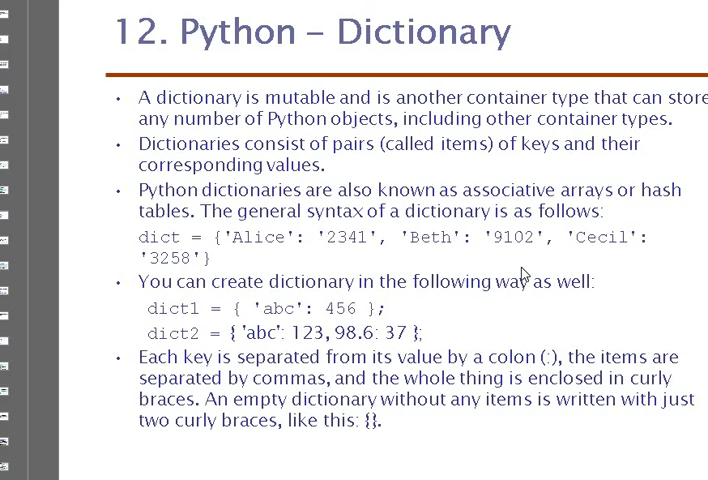 12. Python – Dictionary
• A dictionary is mutable and is another container type that can store
any number of Python objects, including other container types.
• Dictionaries consist of pairs (called items) of keys and their
corresponding values.
• Python dictionaries are also known as associative arrays or hash
tables. The general syntax of a dictionary is as follows:
dict = {'Alice': '2341', 'Beth': '9102', 'Cecil':
'3258'}
• You can create dictionary in the following way as well:
dict1 = { 'abc': 456 };
dict2 = { 'abc': 123, 98.6: 37 };
• Each key is separated from its value by a colon (:), the items are
separated by commas, and the whole thing is enclosed in curly
braces. An empty dictionary without any items is written with just
two curly braces, like this: {}.